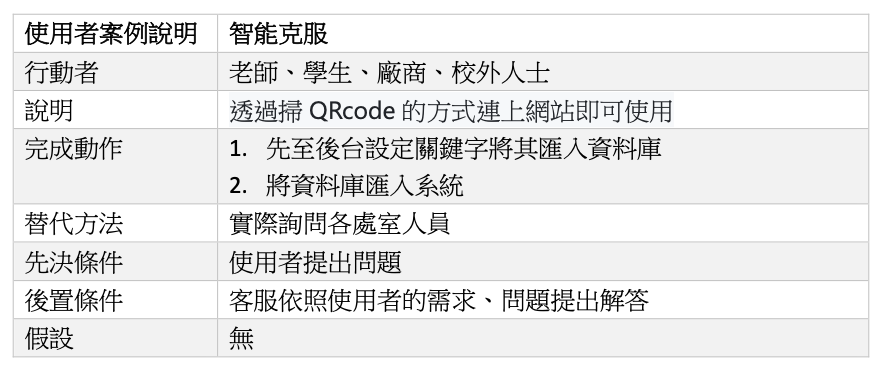 使用者案例說明 智能克服
行動者 老師、學生、廠商、校外人士
說明 透過掃 QRcode 的方式連上網站即可使用
完成動作 1. 先至後台設定關鍵字將其匯入資料庫
2. 將資料庫匯入系統
替代方法 實際詢問各處室人員
先決條件 使用者提出問題
後置條件 客服依照使用者的需求、問題提出解答
假設 無